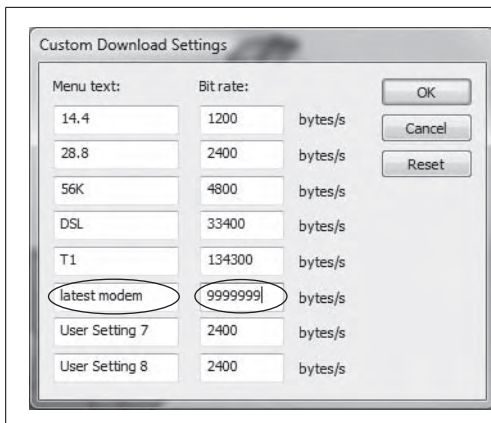 Custom Download Settings
Menu text: Bit rate:
OK
14.4 1200 bytes/s
Cancel
28.8 2400 bytes/s
Reset
56K 4800 bytes/s
DSL 33400 bytes/s
T1 134300 bytes/s
latest modem 9999999 bytes/s
User Setting 7 2400 bytes/s
User Setting 8 2400 bytes/s